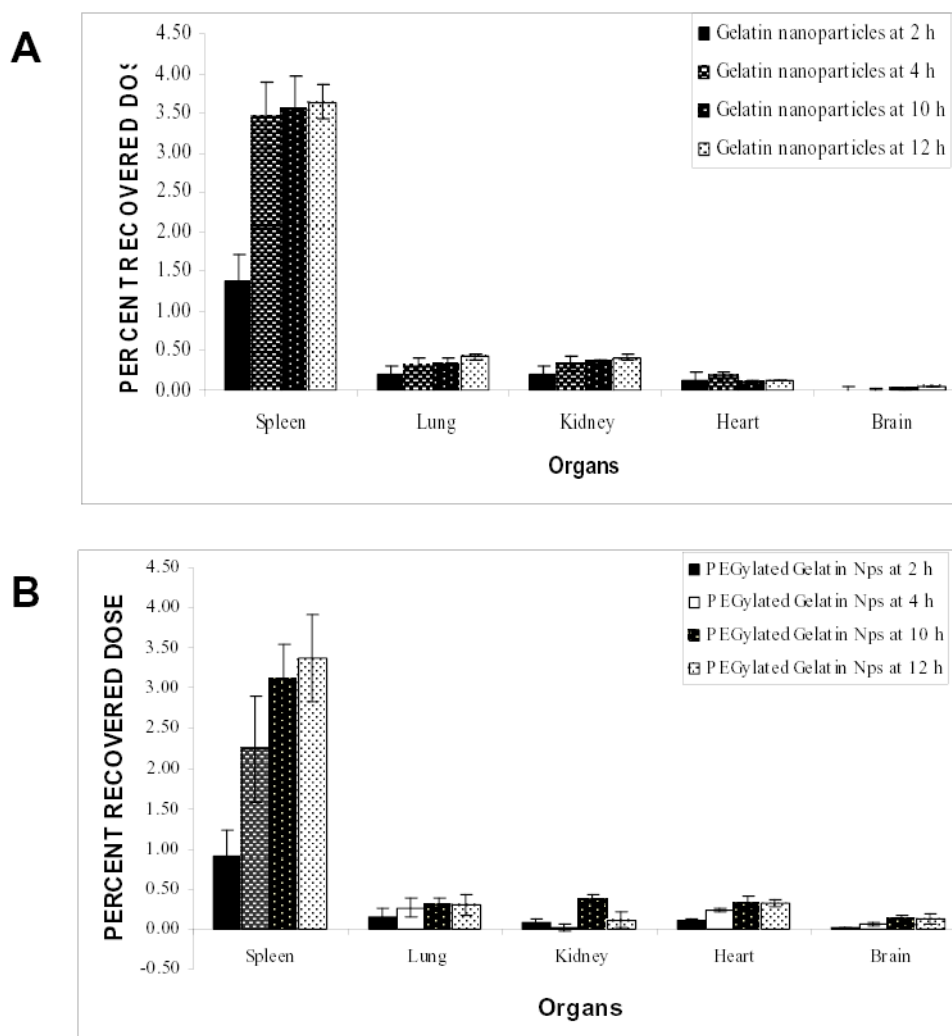 A
PERCENT RECOVERED DOS
4.50
4.00
3.50
3.00
2.50
2.00
1.50
1.00
0.50
0.00
Gelatin nanoparticles at 2 h
Gelatin nanoparticles at 4 h
Gelatin nanoparticles at 10 h
Gelatin nanoparticles at 12 h
Spleen Lung Kidney Heart Brain
Organs
B
PERCENT RECOVERED DOSE
4.50
4.00
3.50
3.00
2.50
2.00
1.50
1.00
0.50
0.00
-0.50
PEGylated Gelatin Nps at 2 h
PEGylated Gelatin Nps at 4 h
PEGylated Gelatin Nps at 10 h
PEGylated Gelatin Nps at 12 h
Spleen Lung Kidney Heart Brain
Organs